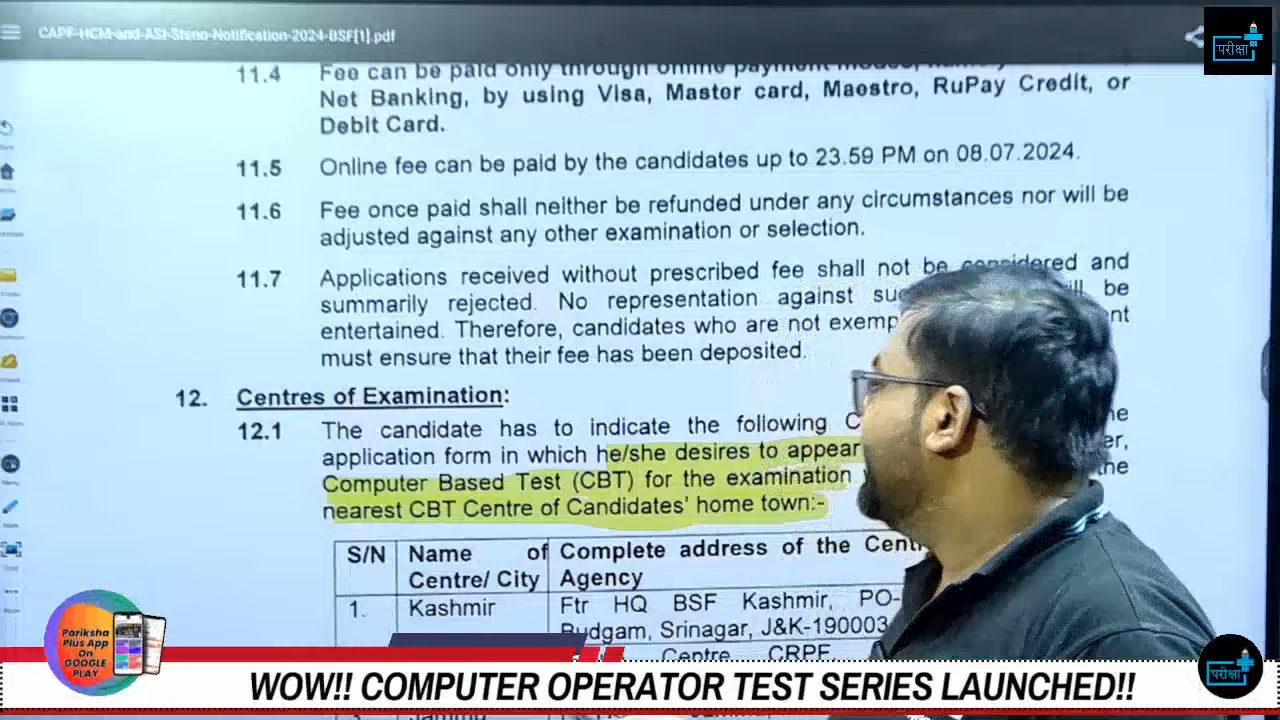 CAPF-HCM-and-ASI-Steno-Notification-2024-BSF[1].pdf
परीक्षा
11.4 Fee can be paid only through online payment modes,
Net Banking, by using Visa, Master card, Maestro, RuPay Credit, or
Debit Card.
11.5 Online fee can be paid by the candidates up to 23.59 PM on 08.07.2024.
11.6 Fee once paid shall neither be refunded under any circumstances nor will be
adjusted against any other examination or selection.
11.7 Applications received without prescribed fee shall not be considered and
summarily rejected. No representation against be
entertained. Therefore, candidates who are not
must ensure that their fee has been deposited.
12. Centres of Examination:
12.1 The candidate has to indicate the following
application form in which he/she desires to appear
Computer Based Test (CBT) for the examination the
nearest CBT Centre of Candidates' home town:-
S/N Name of Complete address of the
Centre/ City Agency
1. Kashmir Ftr HQ BSF Kashmir, PO-
Budgam, Srinagar, J&K-190003
Centre, CRPF,
Jammu
Pariksha
Plus App
On
GOOGLE
PLAY
WOW!! COMPUTER OPERATOR TEST SERIES LAUNCHED!!
परीक्षा